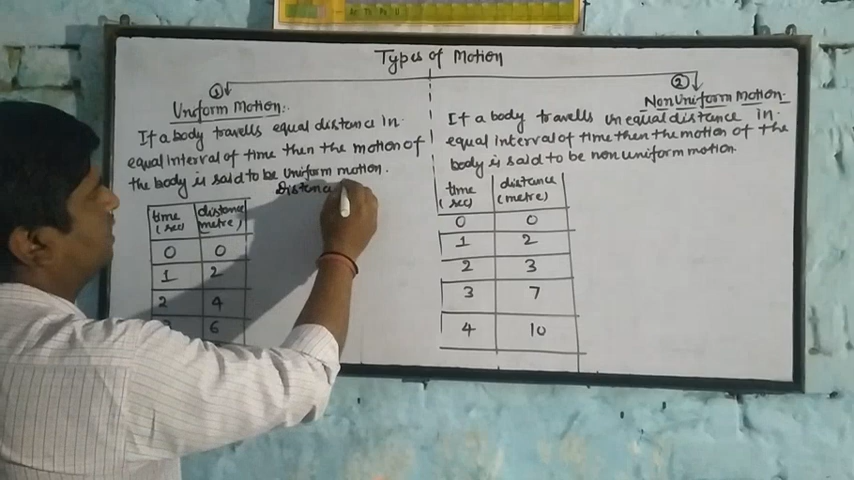 Types of Motion
①
Uniform Motion:.
If a body travells equal distance in
equal interval of time then the motion of
the body is said to be Uniform motion.
Distance
time distance
(sec) (metre)
0 0
1 2
2 4
6
②
Non Uniform Motion.
If a body travells unequal distance in
equal interval of time then the motion of the
body is said to be non uniform motion.
time distance
(sec) (metre)
0 0
1 2
2 3
3 7
4 10